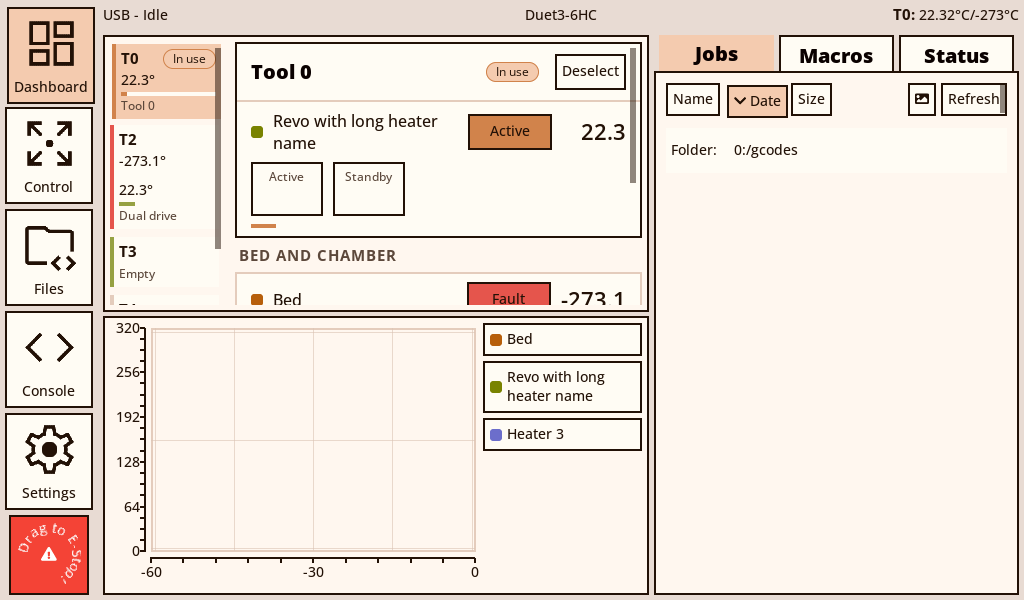 USB - Idle
Duet3-6HC
T0: 22.32°C/-273°C
Dashboard
Control
Files
Console
Settings
Drag to E-Stop!
T0
In use
22.3°
Tool 0
T2
-273.1°
22.3°
Dual drive
T3
Empty
Tool 0
In use
Deselect
Revo with long heater
name
Active
22.3
Active
Standby
BED AND CHAMBER
Bed
Fault
-273.1
320
256
192
128
64
0
-60
-30
0
Bed
Revo with long
heater name
Heater 3
Jobs
Macros
Status
Name
Date
Size
Refresh
Folder:
0:/gcodes